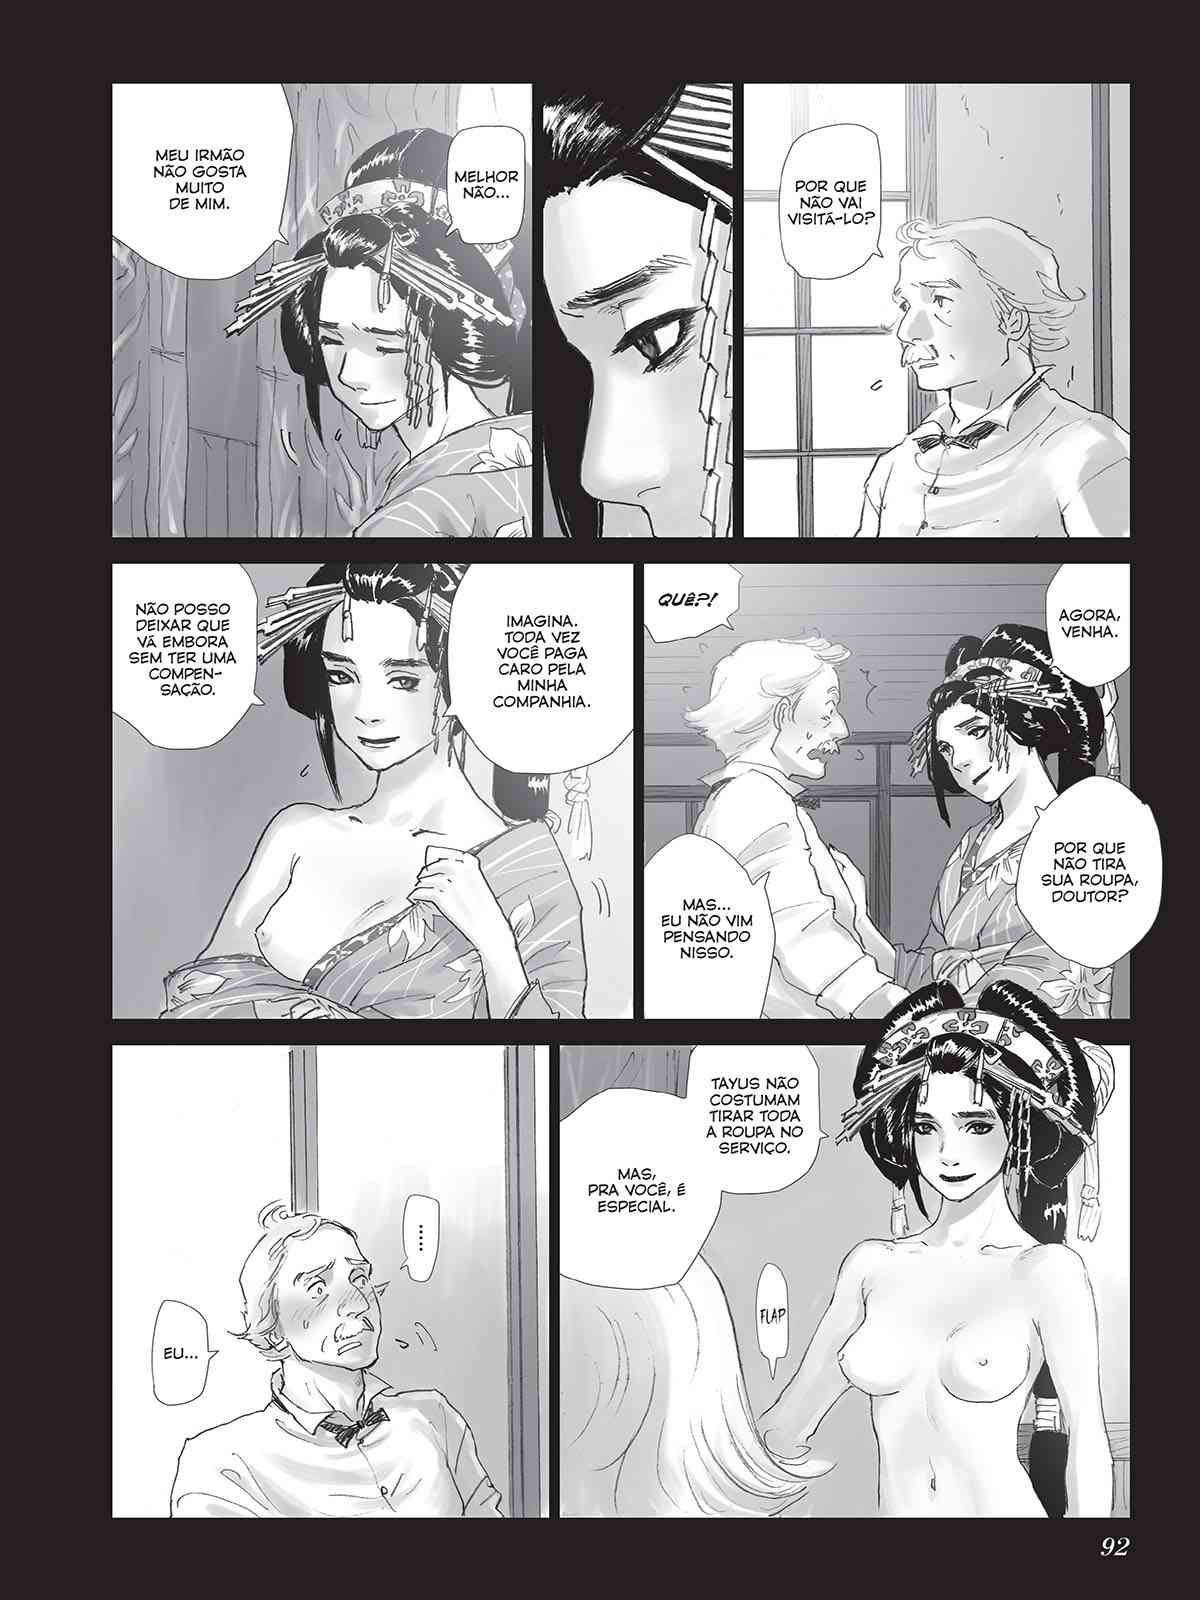 POR QUE
NÃO VAI
VISITÁ-LO?
MELHOR
NÃO...
MEU IRMÃO
NÃO GOSTA
MUITO
DE MIM.
AGORA,
VENHA.
QUÊ?!
POR QUE
NÃO TIRA
SUA ROUPA,
DOUTOR?
MAS...
EU NÃO VIM
PENSANDO
NISSO.
IMAGINA.
TODA VEZ
VOCÊ PAGA
CARO PELA
MINHA
COMPANHIA.
NÃO POSSO
DEIXAR QUE
VÁ EMBORA
SEM TER UMA
COMPEN-
SAÇÃO.
TAYUS NÃO
COSTUMAM
TIRAR TODA
A ROUPA NO
SERVIÇO.
MAS,
PRA VOCÊ, É
ESPECIAL.
FLAP
......
EU...
92